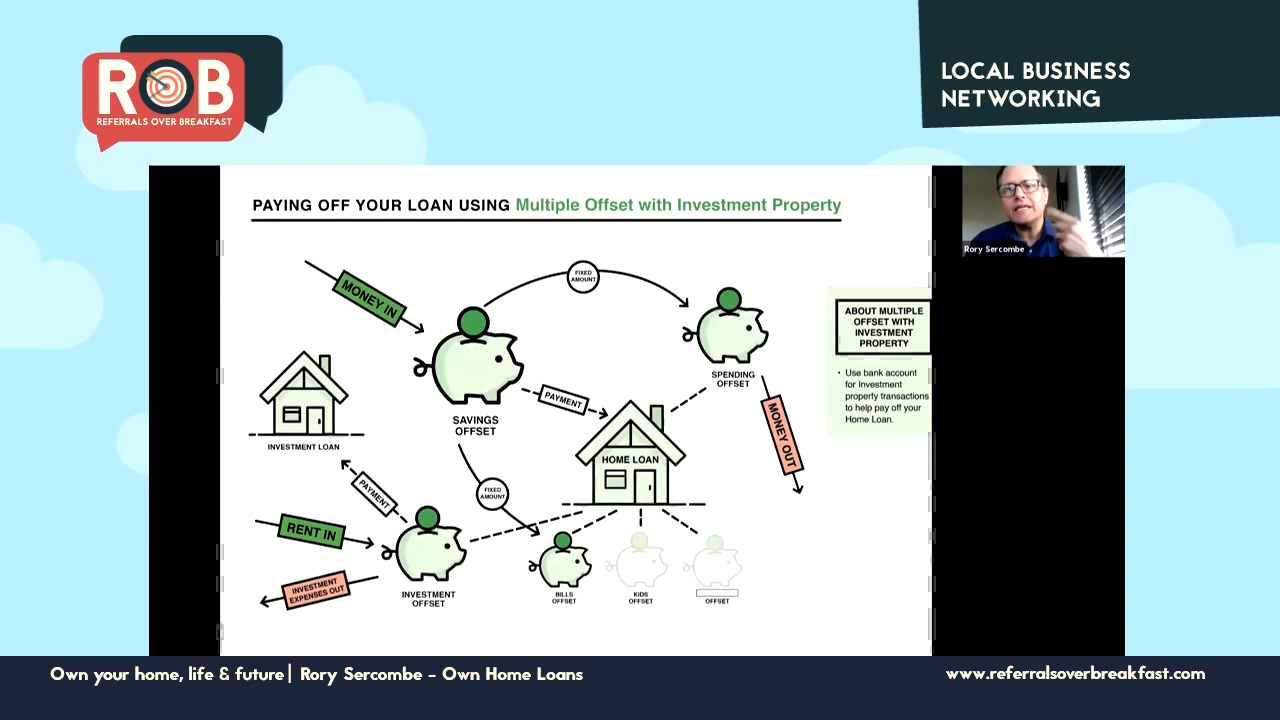 ROB
REFERRALS OVER BREAKFAST
LOCAL BUSINESS
NETWORKING
PAYING OFF YOUR LOAN USING Multiple Offset with Investment Property
Rory Sercombe
MONEY IN
FIXED
AMOUNT
SAVINGS
OFFSET
PAYMENT
SPENDING
OFFSET
MONEY OUT
ABOUT MULTIPLE
OFFSET WITH
INVESTMENT
PROPERTY
• Use bank account
for Investment
property transactions
to help pay off your
Home Loan.
INVESTMENT LOAN
HOME LOAN
PAYMENT
FIXED
AMOUNT
RENT IN
INVESTMENT
EXPENSES OUT
INVESTMENT
OFFSET
BILLS
OFFSET
KIDS
OFFSET
OFFSET
Own your home, life & future| Rory Sercombe - Own Home Loans
www.referralsoverbreakfast.com